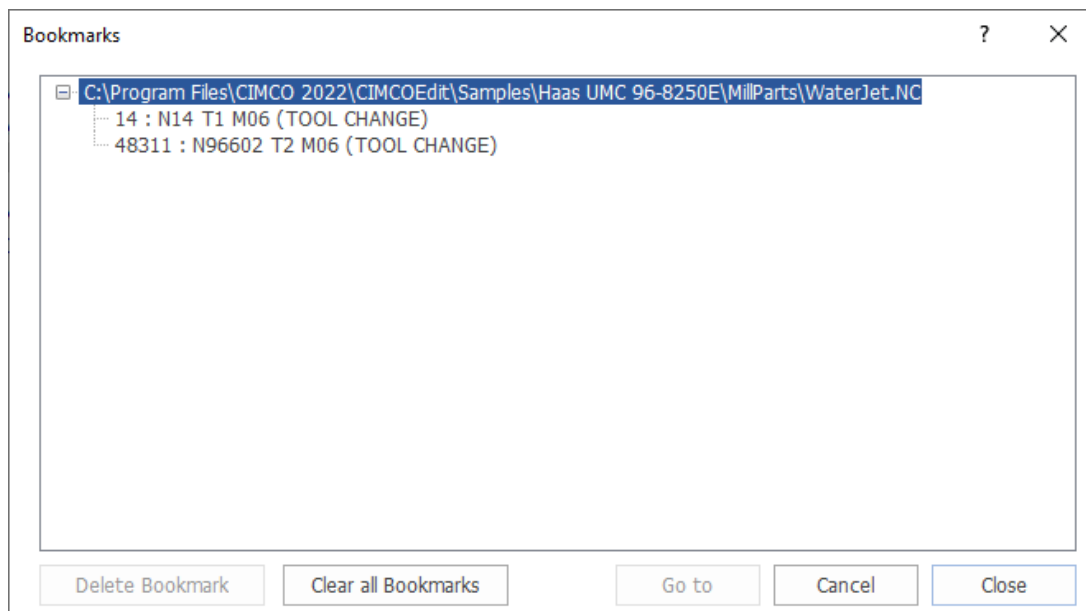 Bookmarks
C:\Program Files\CIMCO 2022\CIMCOEdit\Samples\Haas UMC 96-8250E\MillParts\WaterJet.NC
14 : N14 T1 M06 (TOOL CHANGE)
48311 : N96602 T2 M06 (TOOL CHANGE)
Delete Bookmark Clear all Bookmarks Go to Cancel Close